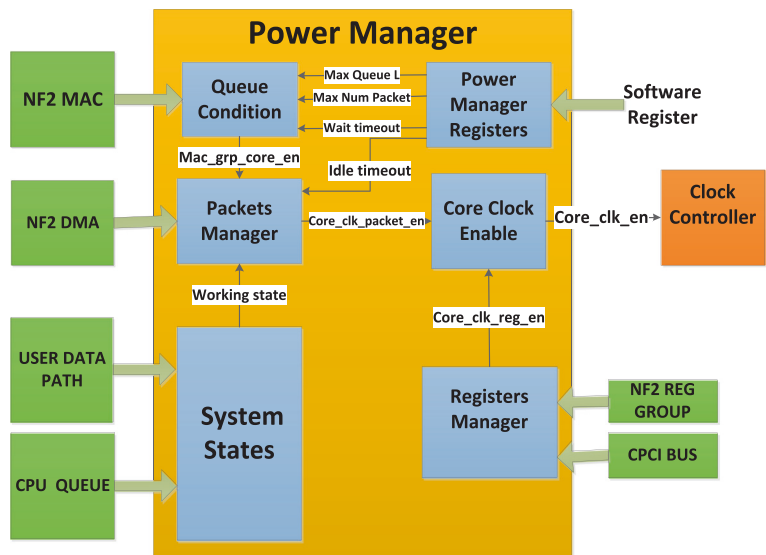 Power Manager
NF2 MAC
Queue
Condition
Max Queue L
Max Num Packet
Wait timeout
Idle timeout
Power
Manager
Registers
Software
Register
Mac_grp_core_en
NF2 DMA
Packets
Manager
Core_clk_packet_en
Core Clock
Enable
Core_clk_en
Clock
Controller
Working state
Core_clk_reg_en
USER DATA
PATH
System
States
CPU QUEUE
Registers
Manager
NF2 REG
GROUP
CPCI BUS